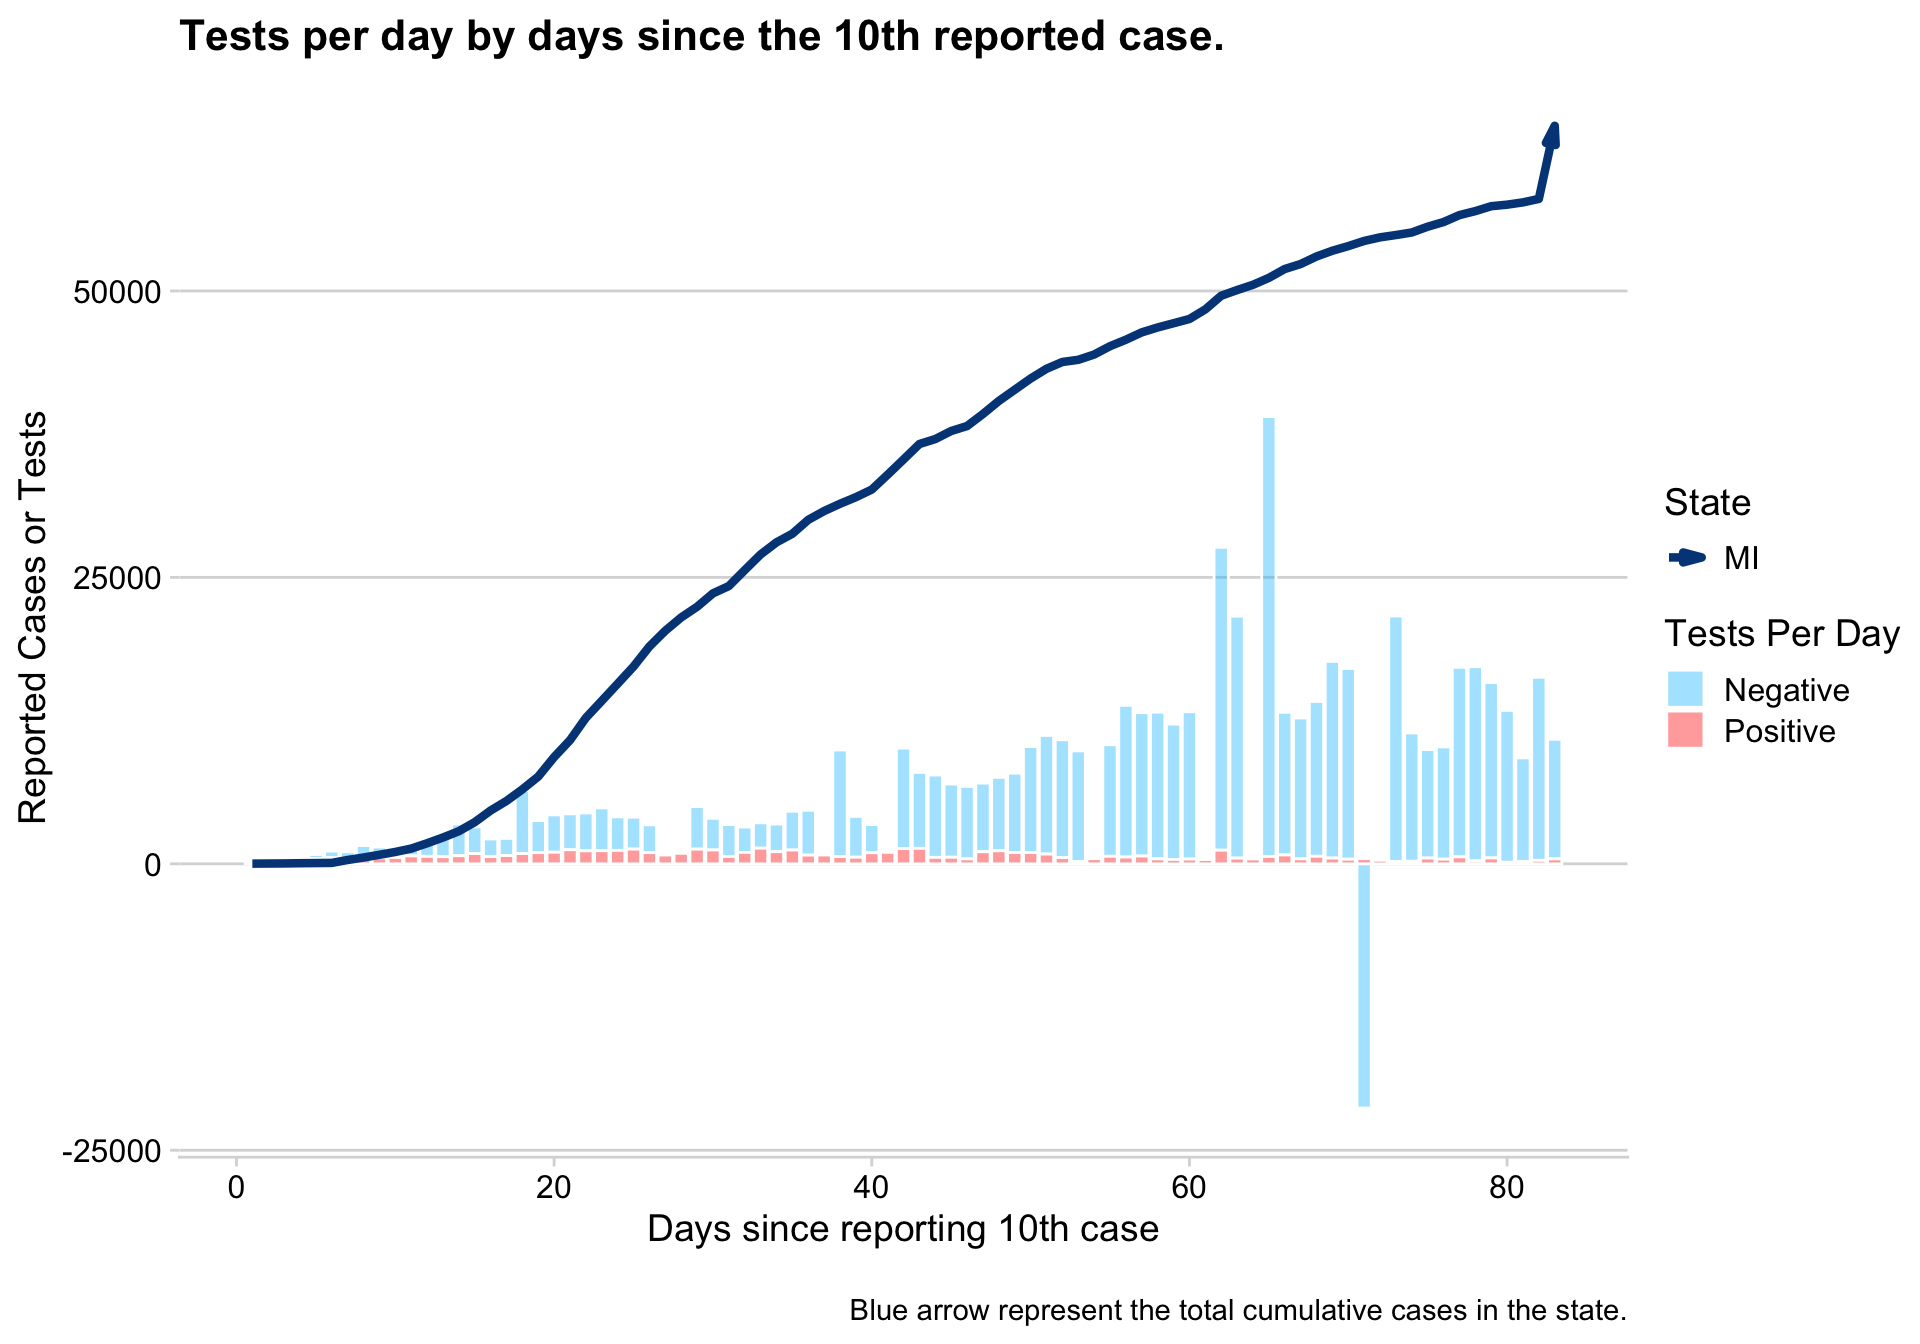 Tests per day by days since the 10th reported case.
50000
25000
0
-25000
Reported Cases or Tests
0 20 40 60 80
Days since reporting 10th case
State
MI
Tests Per Day
Negative
Positive
Blue arrow represent the total cumulative cases in the state.